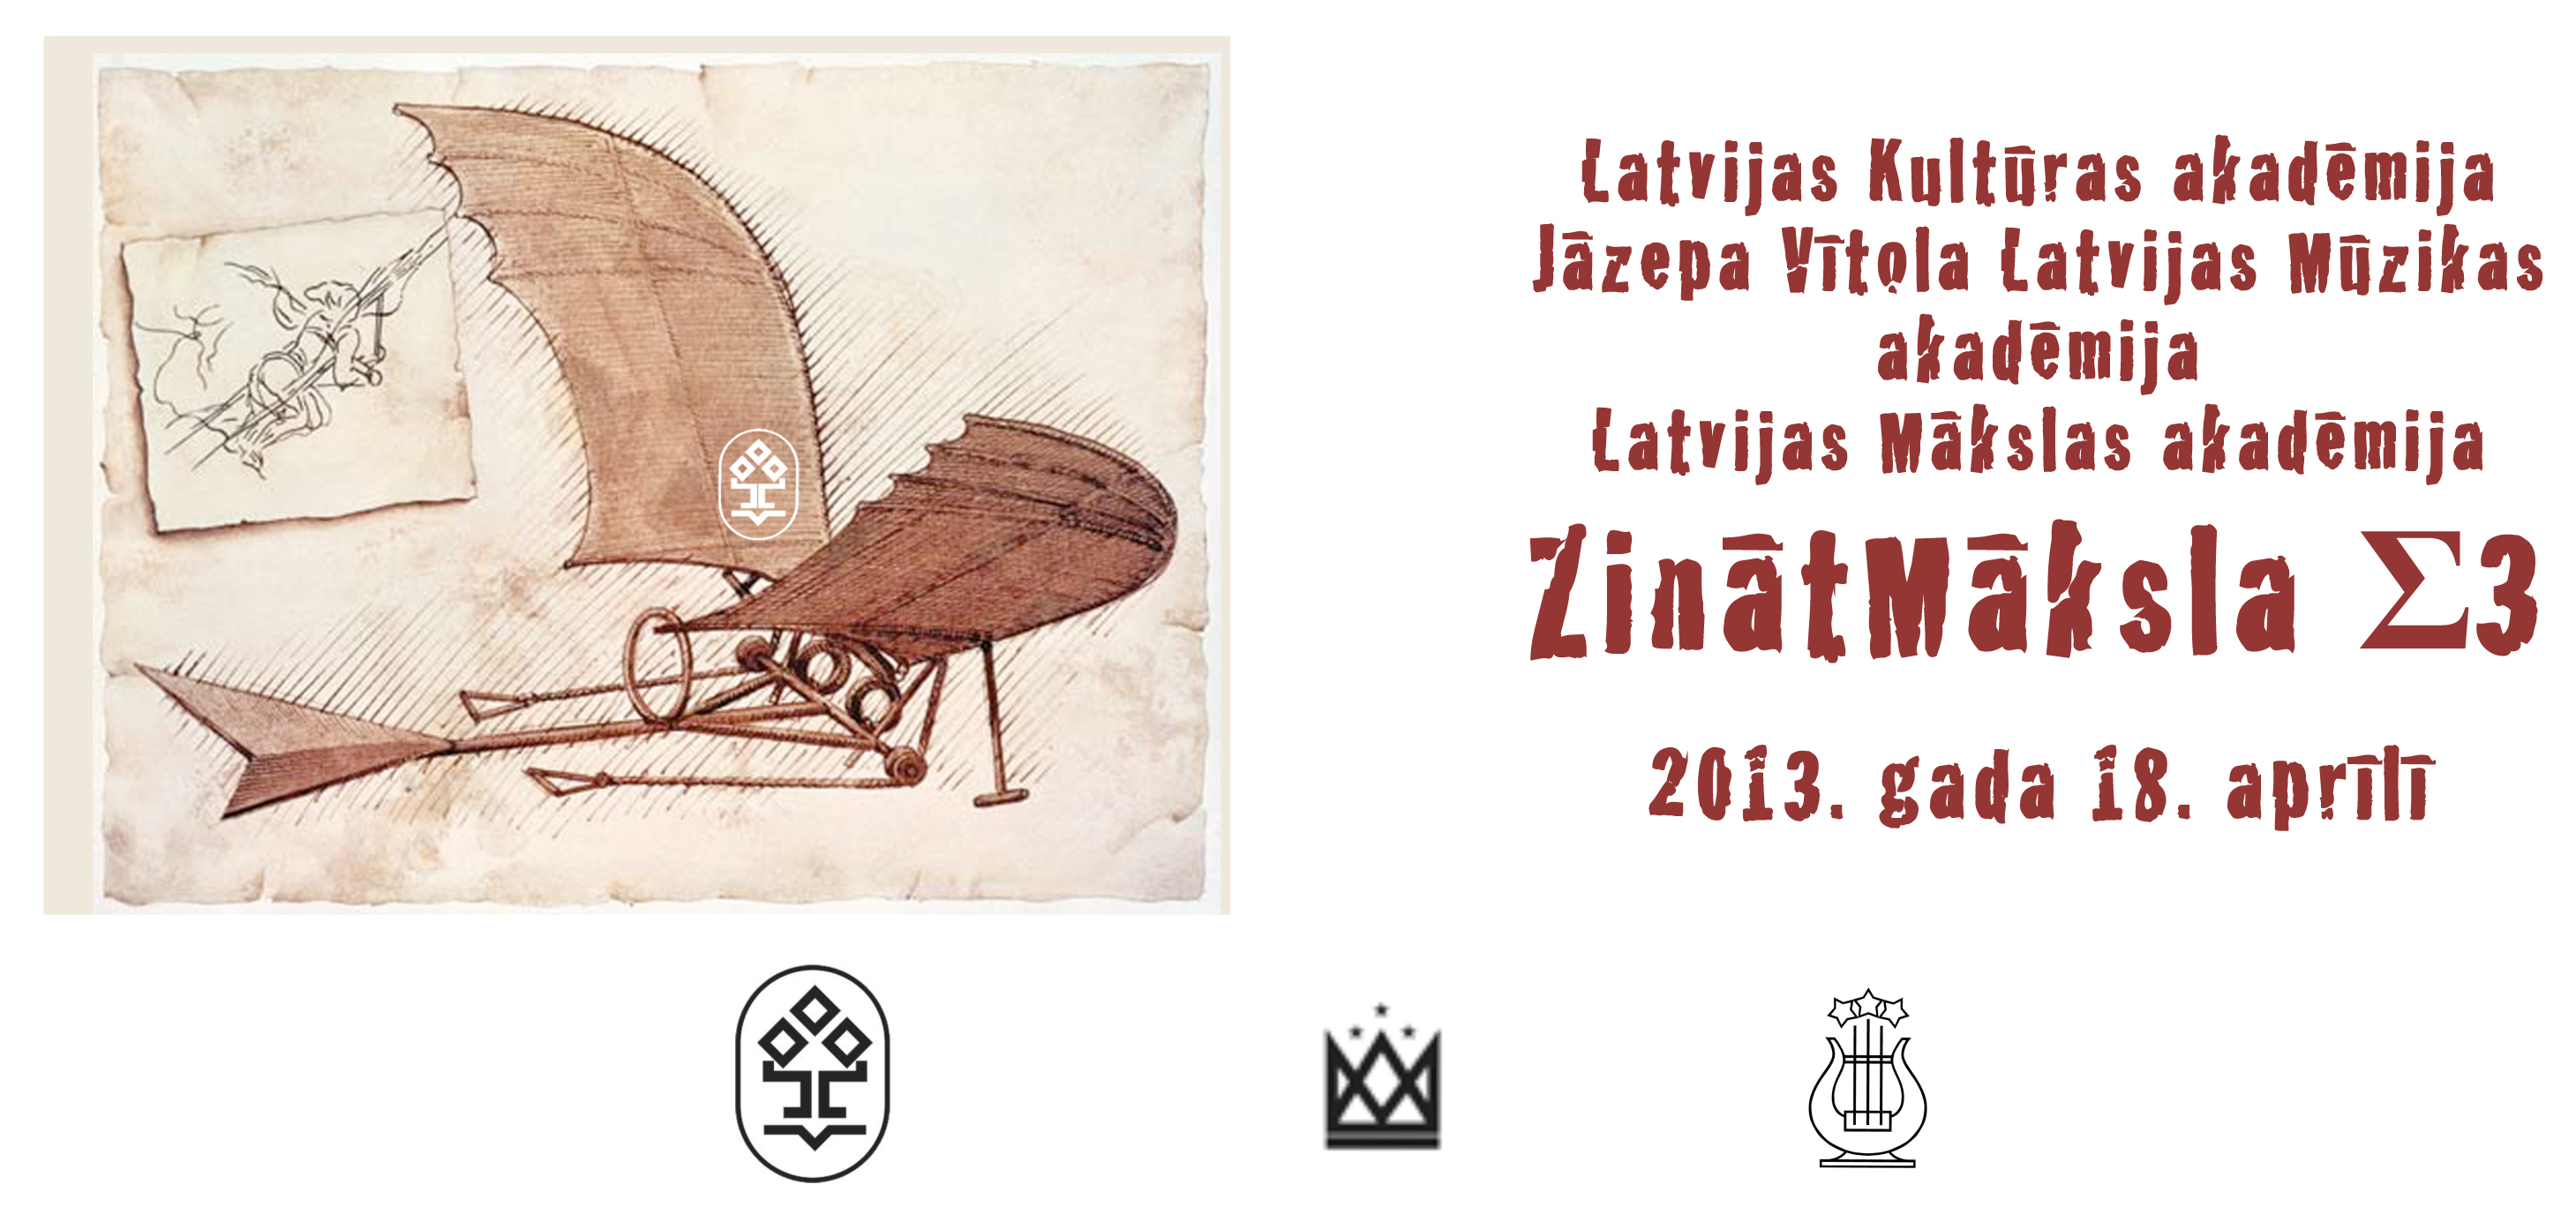 Latvijas Kultūras akadēmija
Jāzepa Vītola Latvijas Mūzikas
akadēmija
Latvijas Mākslas akadēmija
ZinātMāksla Σ3
2013. gada 18. aprīlī